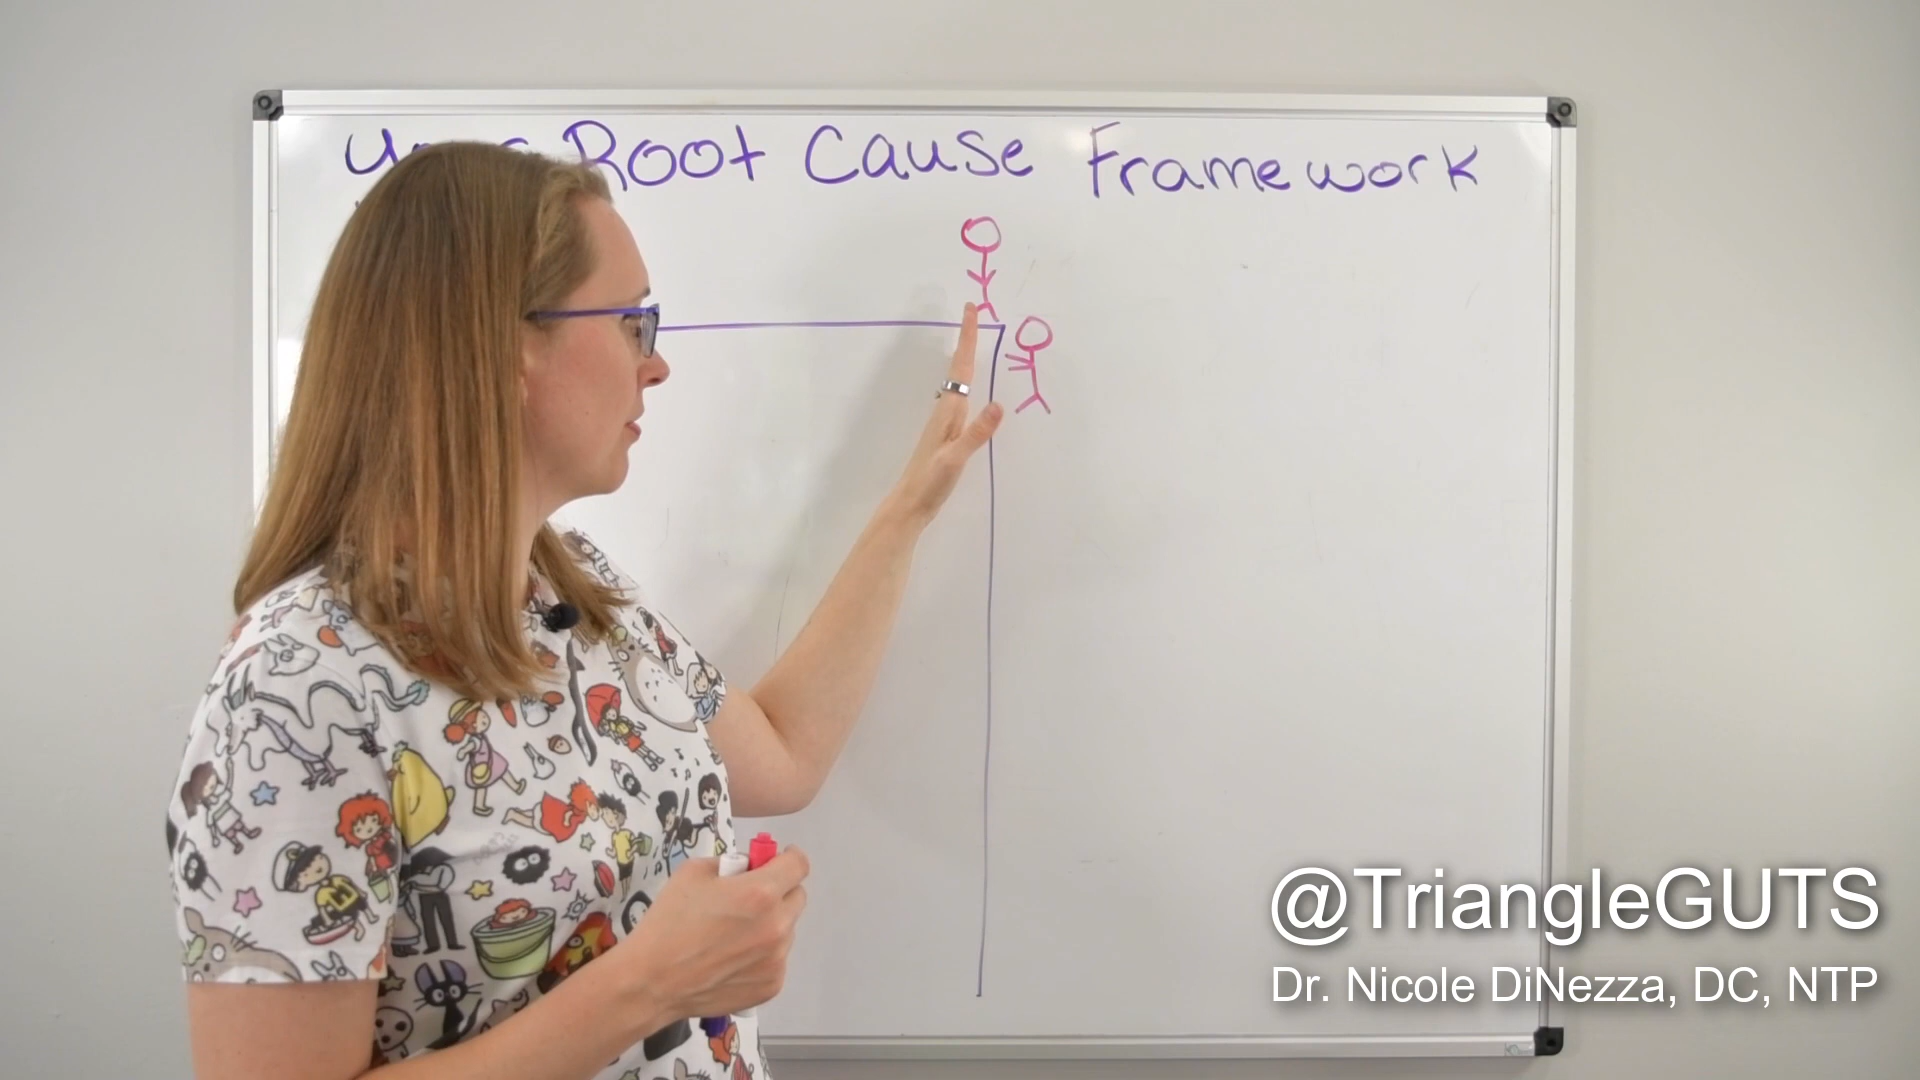 Root Cause Framework
@TriangleGUTS
Dr. Nicole DiNezza, DC, NTP